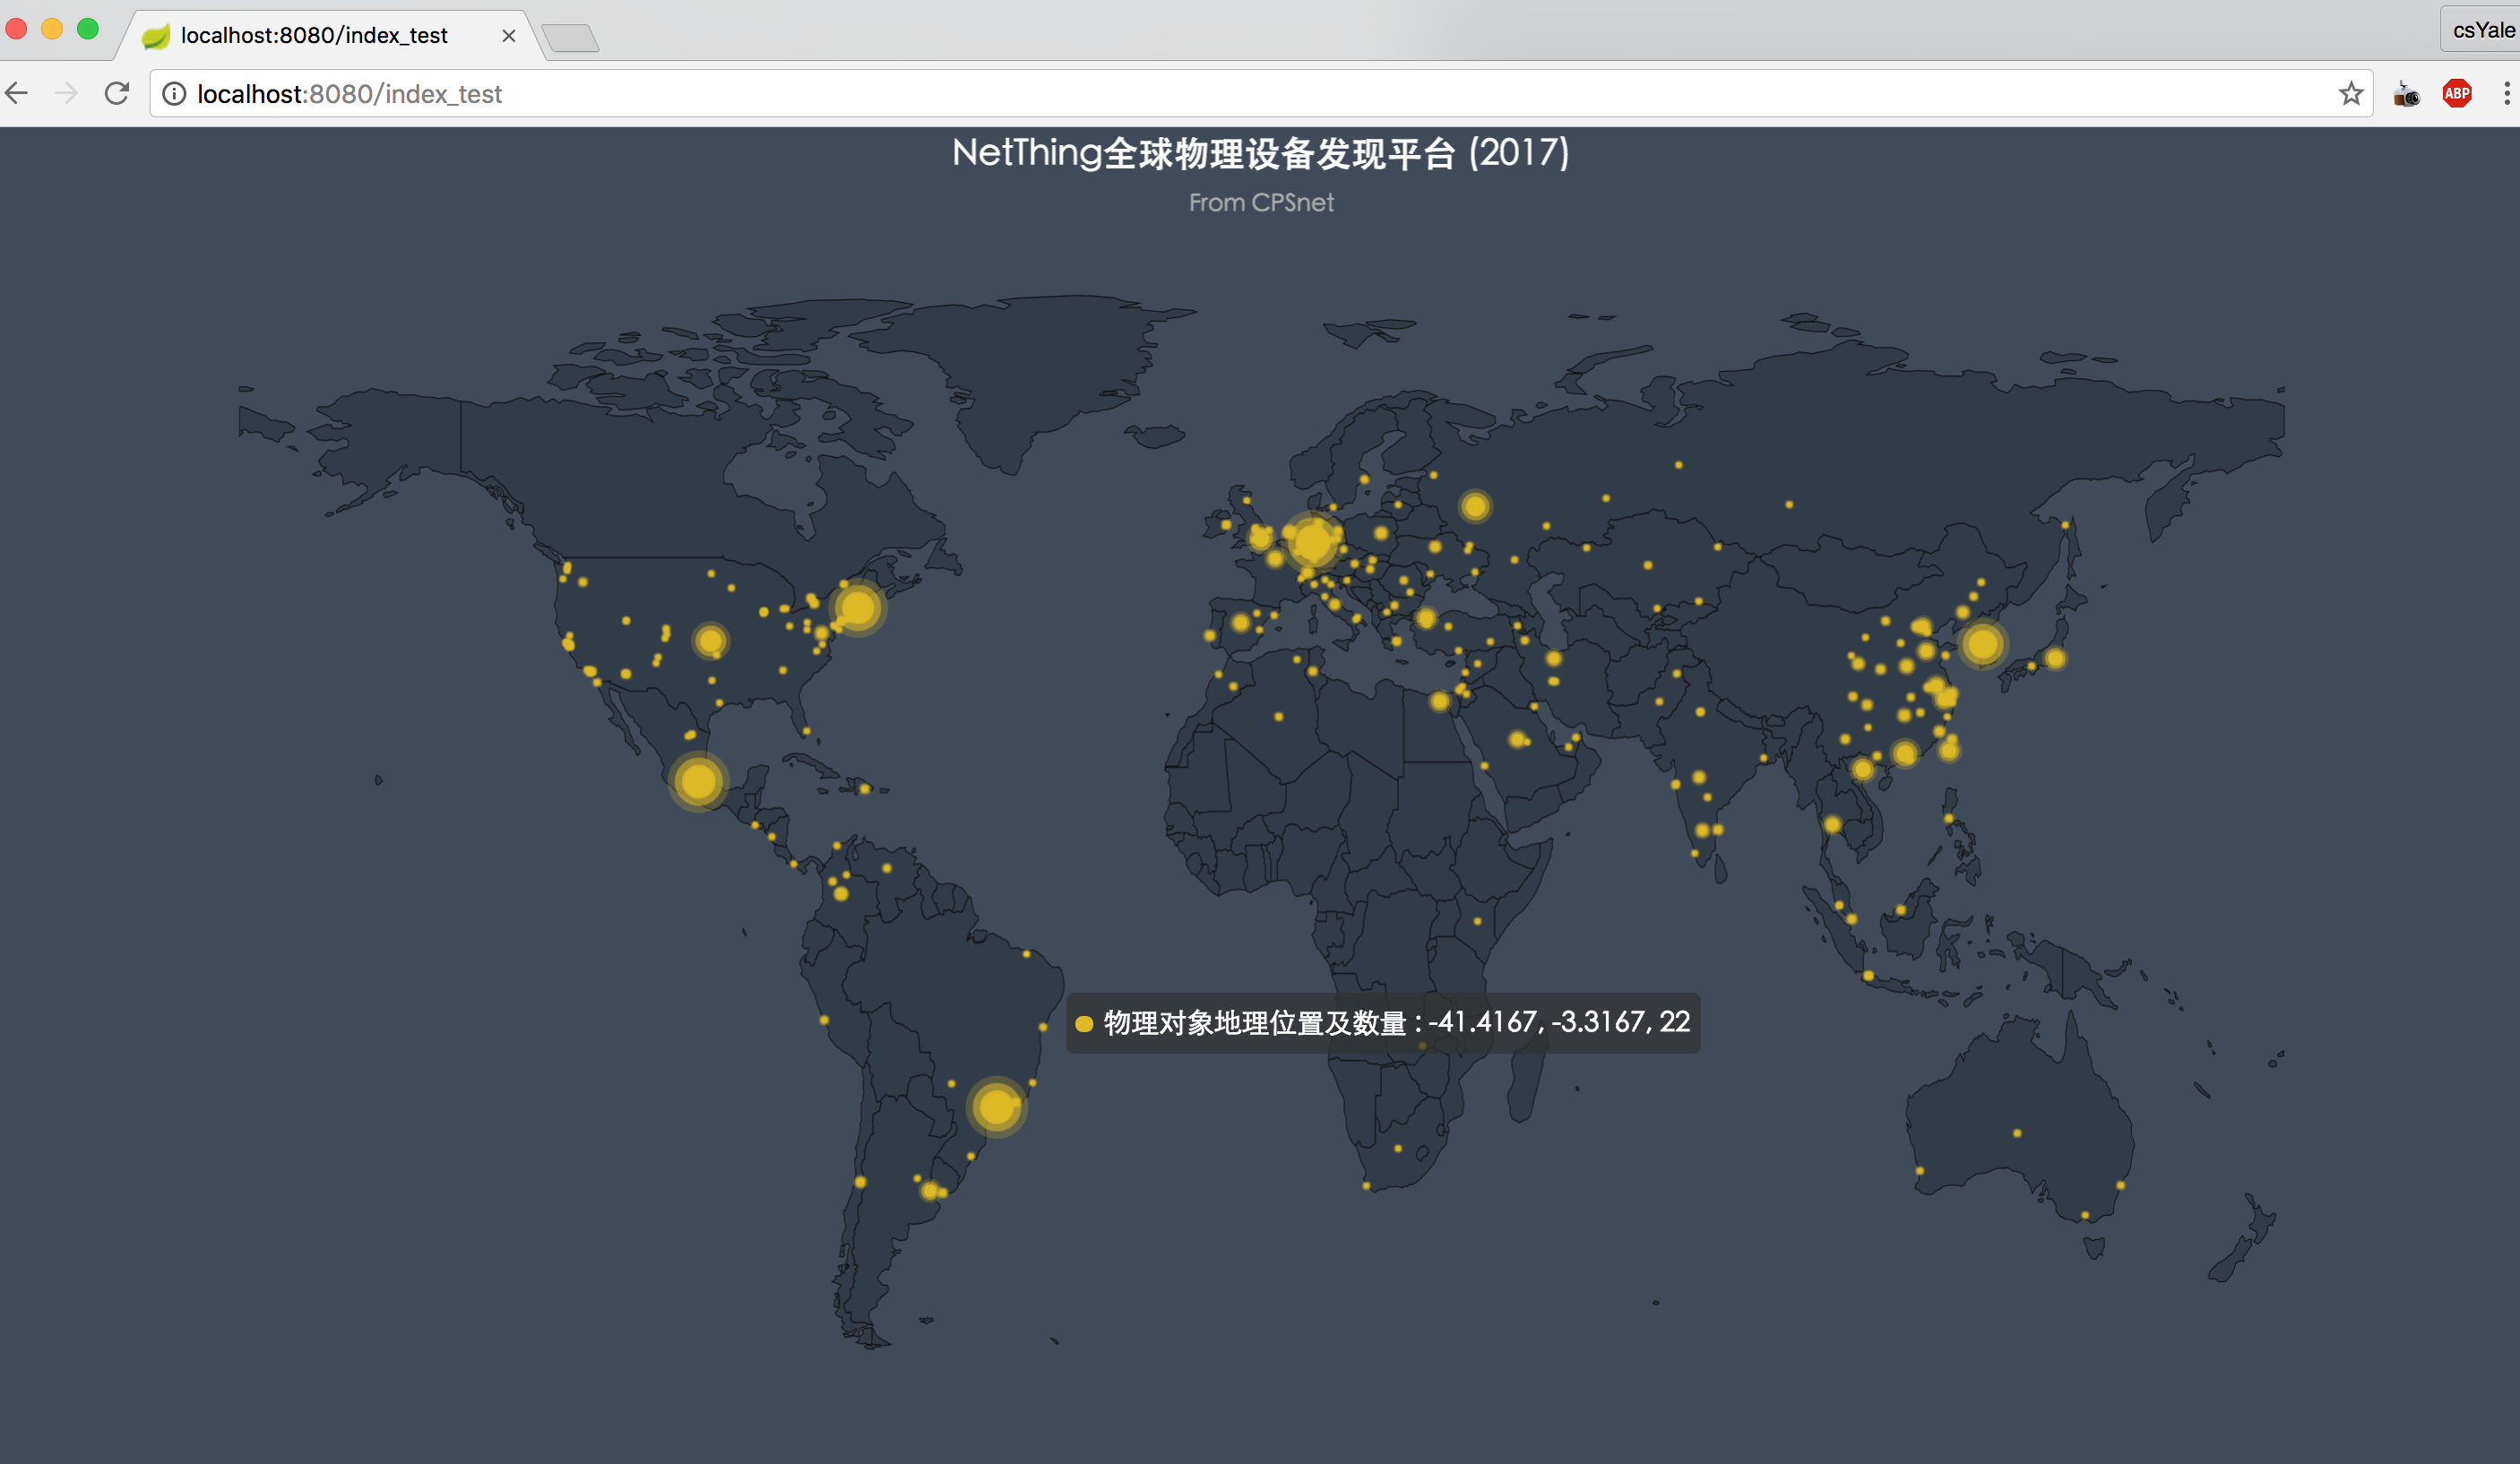 localhost:8080/index_test
csYale
localhost:8080/index_test
ABP
NetThing全球物理设备发现平台 (2017)
From CPSnet
物理对象地理位置及数量 : -41.4167, -3.3167, 22